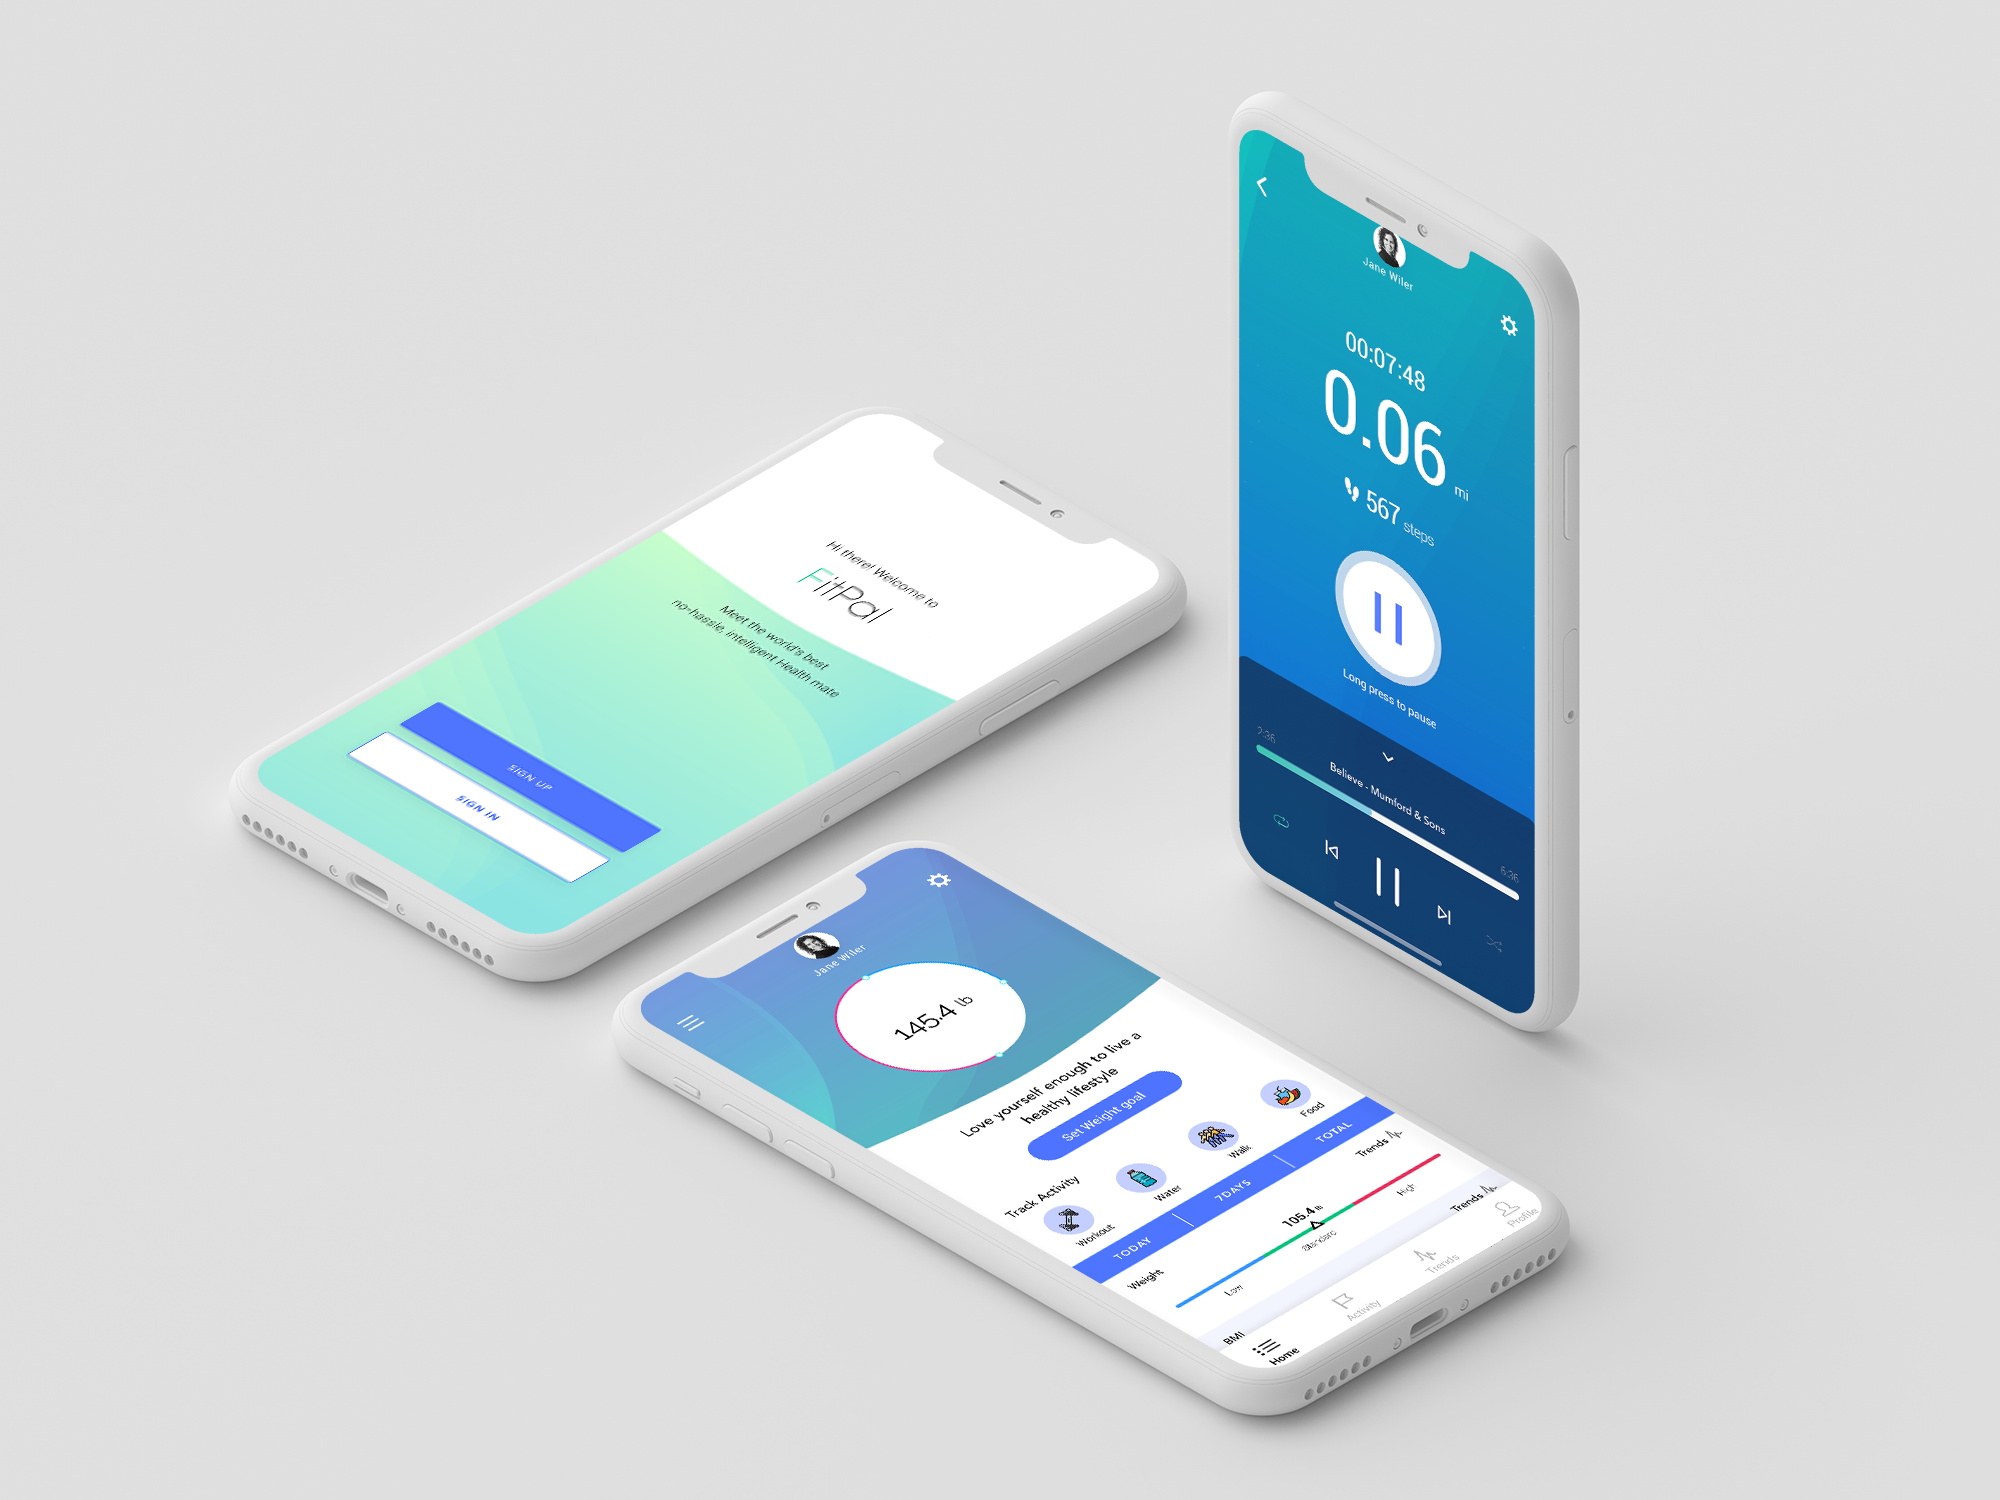 Hi there! Welcome to
FitPal
Meet the world's best
no-hassle, intelligent Health mate
SIGN UP
SIGN IN
Jane Wiler
00:07:48
0.06 mi
567 steps
Long press to pause
2:36
Believe - Mumford & Sons
6:36
Jane Wiler
145.4 lb
Love yourself enough to live a
healthy lifestyle
Set Weight goal
Track Activity
Workout
Water
Walk
Food
TODAY
7DAYS
TOTAL
Weight
Trends
105.4 lb
Low
High
BMI
Trends
Home
Activity
Trends
Profile